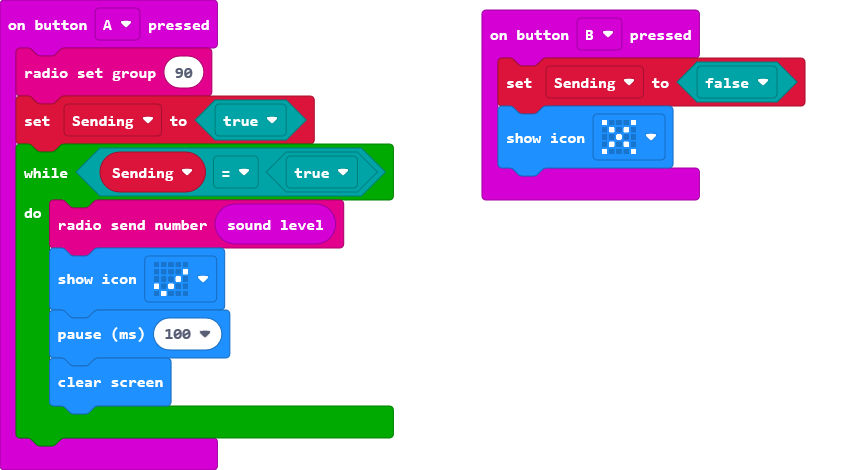 on button A pressed
radio set group 90
set Sending to true
while Sending = true
do
radio send number sound level
show icon
pause (ms) 100
clear screen
on button B pressed
set Sending to false
show icon